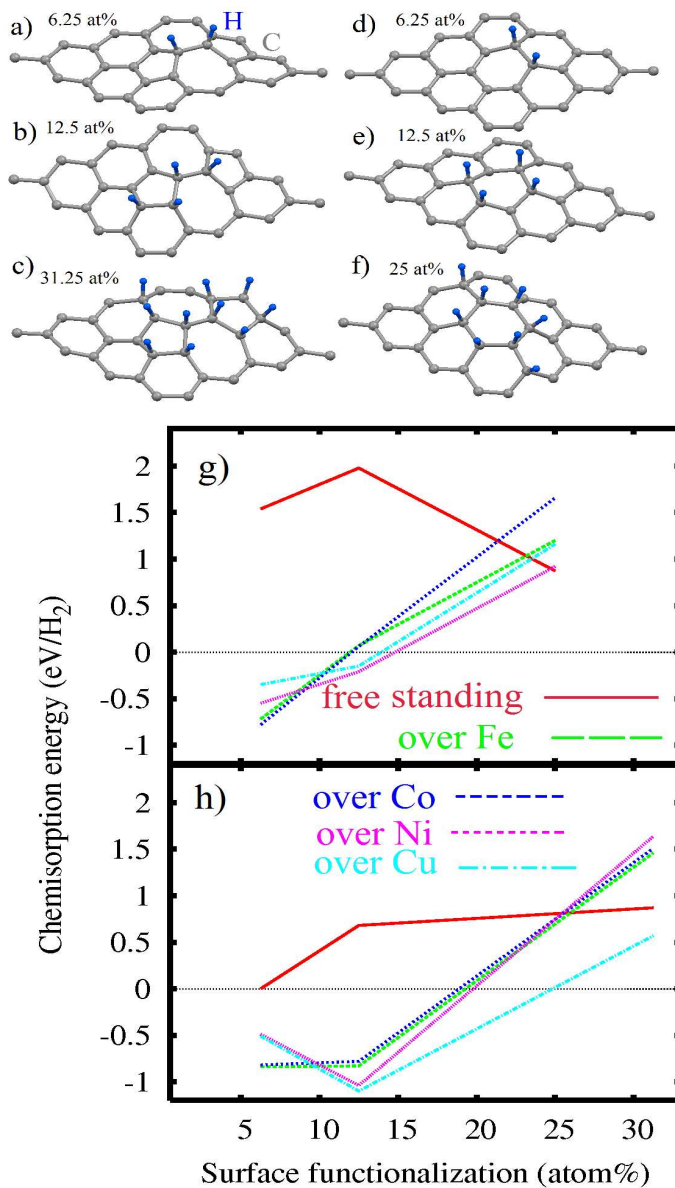 a) 6.25 at% H C
d) 6.25 at%
b) 12.5 at%
e) 12.5 at%
c) 31.25 at%
f) 25 at%
g)
2
1.5
1
0.5
0
-0.5
-1
free standing
over Fe
h)
over Co
over Ni
over Cu
2
1.5
1
0.5
0
-0.5
-1
Chemisorption energy (eV/H2)
5 10 15 20 25 30
Surface functionalization (atom%)